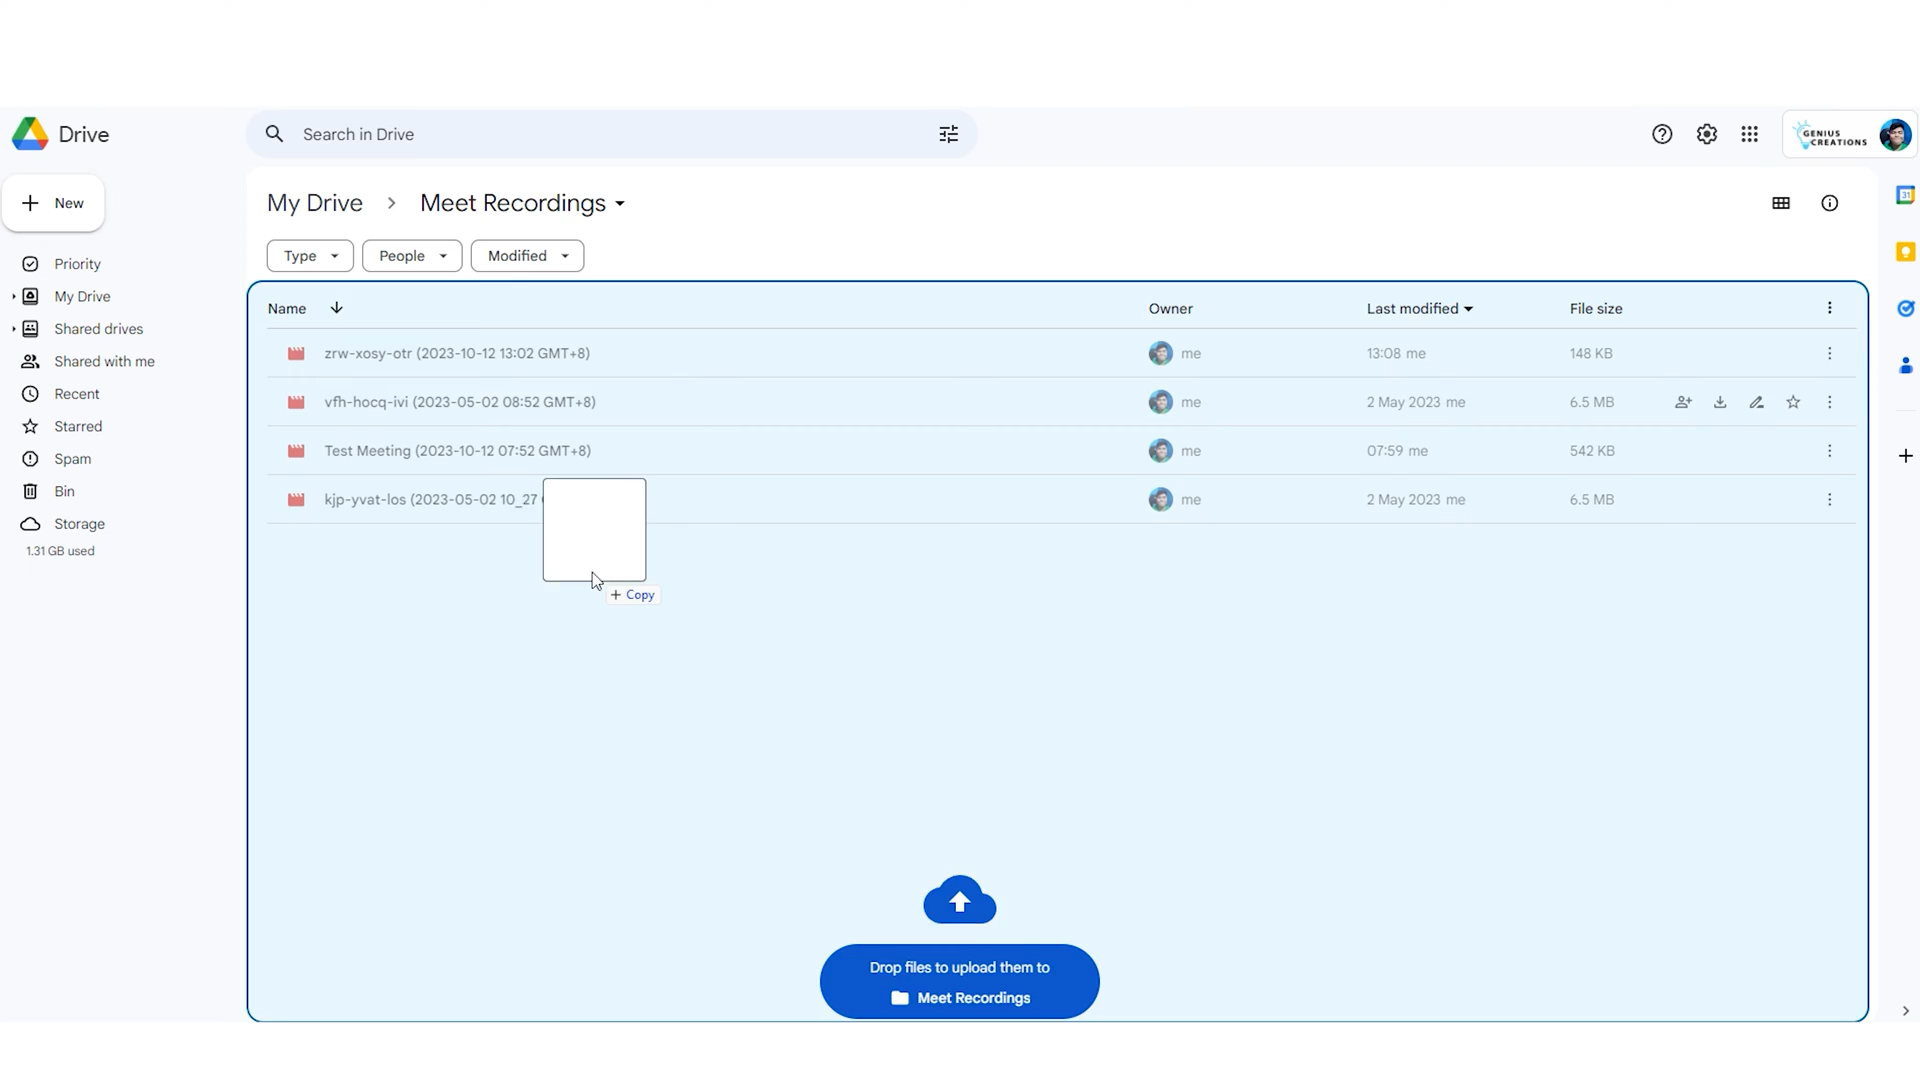 Drive
Search in Drive
GENIUS
CREATIONS
New
My Drive > Meet Recordings
Type
People
Modified
Priority
My Drive
Shared drives
Shared with me
Recent
Starred
Spam
Bin
Storage
1.31 GB used
Name Owner Last modified File size
zrw-xosy-otr (2023-10-12 13:02 GMT+8) me 13:08 me 148 KB
vfh-hocq-ivi (2023-05-02 08:52 GMT+8) me 2 May 2023 me 6.5 MB
Test Meeting (2023-10-12 07:52 GMT+8) me 07:59 me 542 KB
kjp-yvat-los (2023-05-02 10_27 me 2 May 2023 me 6.5 MB
+ Copy
31
Drop files to upload them to
Meet Recordings